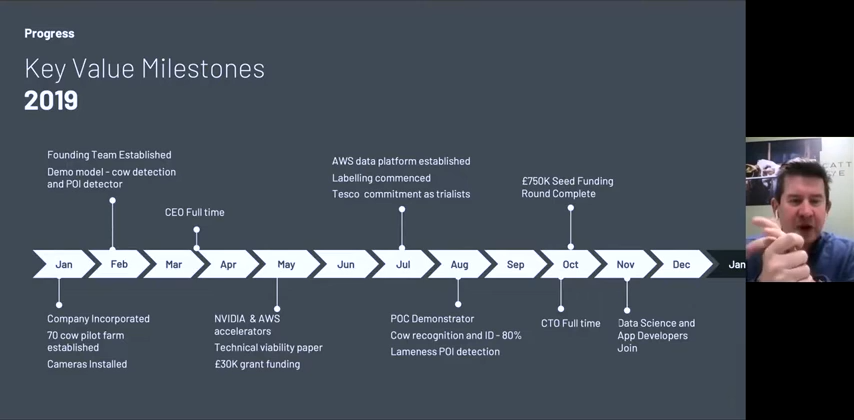 Progress
Key Value Milestones
2019
Founding Team Established
Demo model - cow detection
and POI detector
CEO Full time
AWS data platform established
Labelling commenced
Tesco commitment as trialists
£750K Seed Funding
Round Complete
Jan
Feb
Mar
Apr
May
Jun
Jul
Aug
Sep
Oct
Nov
Dec
Jan
Company Incorporated
70 cow pilot farm
established
Cameras Installed
NVIDIA & AWS
accelerators
Technical viability paper
£30K grant funding
POC Demonstrator
Cow recognition and ID - 80%
Lameness POI detection
CTO Full time
Data Science and
App Developers
Join